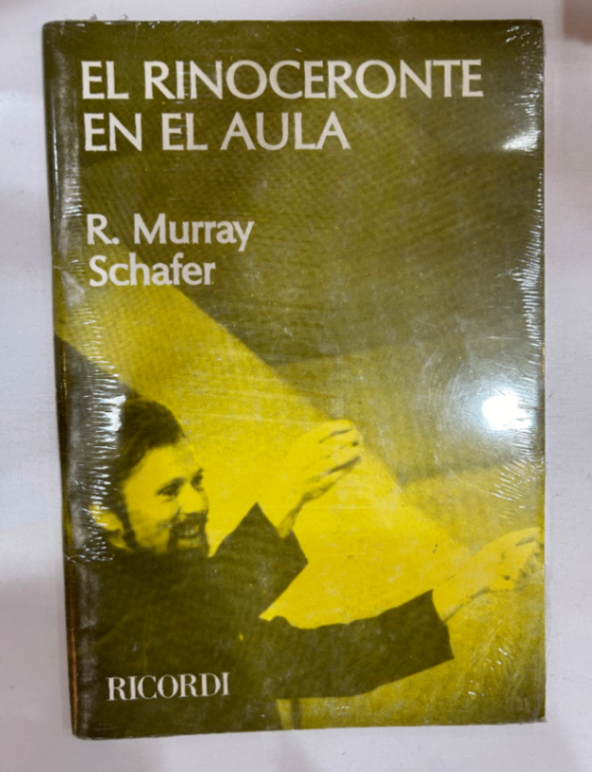 EL RINOCERONTE
EN EL AULA
R. Murray
Schafer
RICORDI